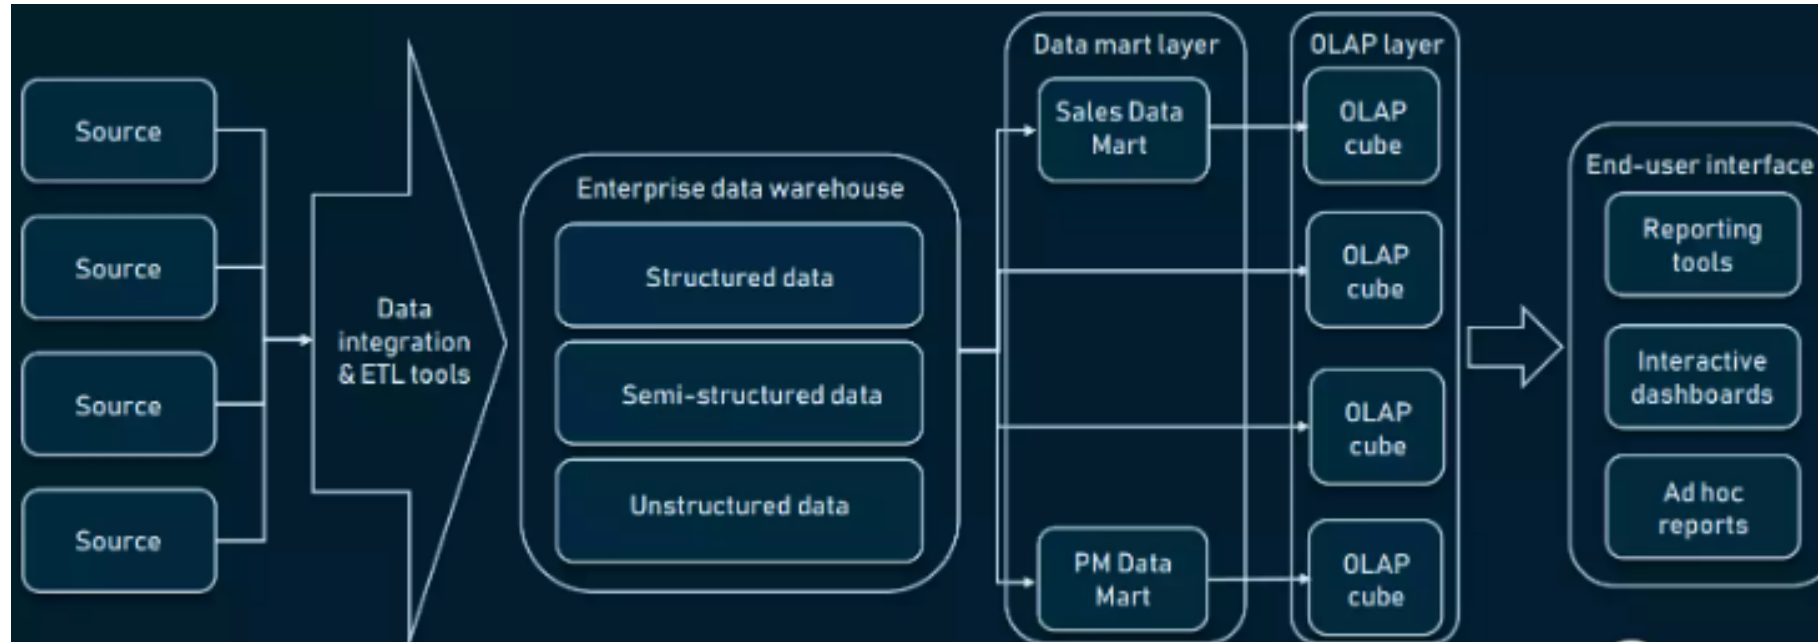 Source
Source
Source
Source
Data
integration
& ETL tools
Enterprise data warehouse
Structured data
Semi-structured data
Unstructured data
Data mart layer
Sales Data
Mart
PM Data
Mart
OLAP layer
OLAP
cube
OLAP
cube
OLAP
cube
OLAP
cube
End-user interface
Reporting
tools
Interactive
dashboards
Ad hoc
reports